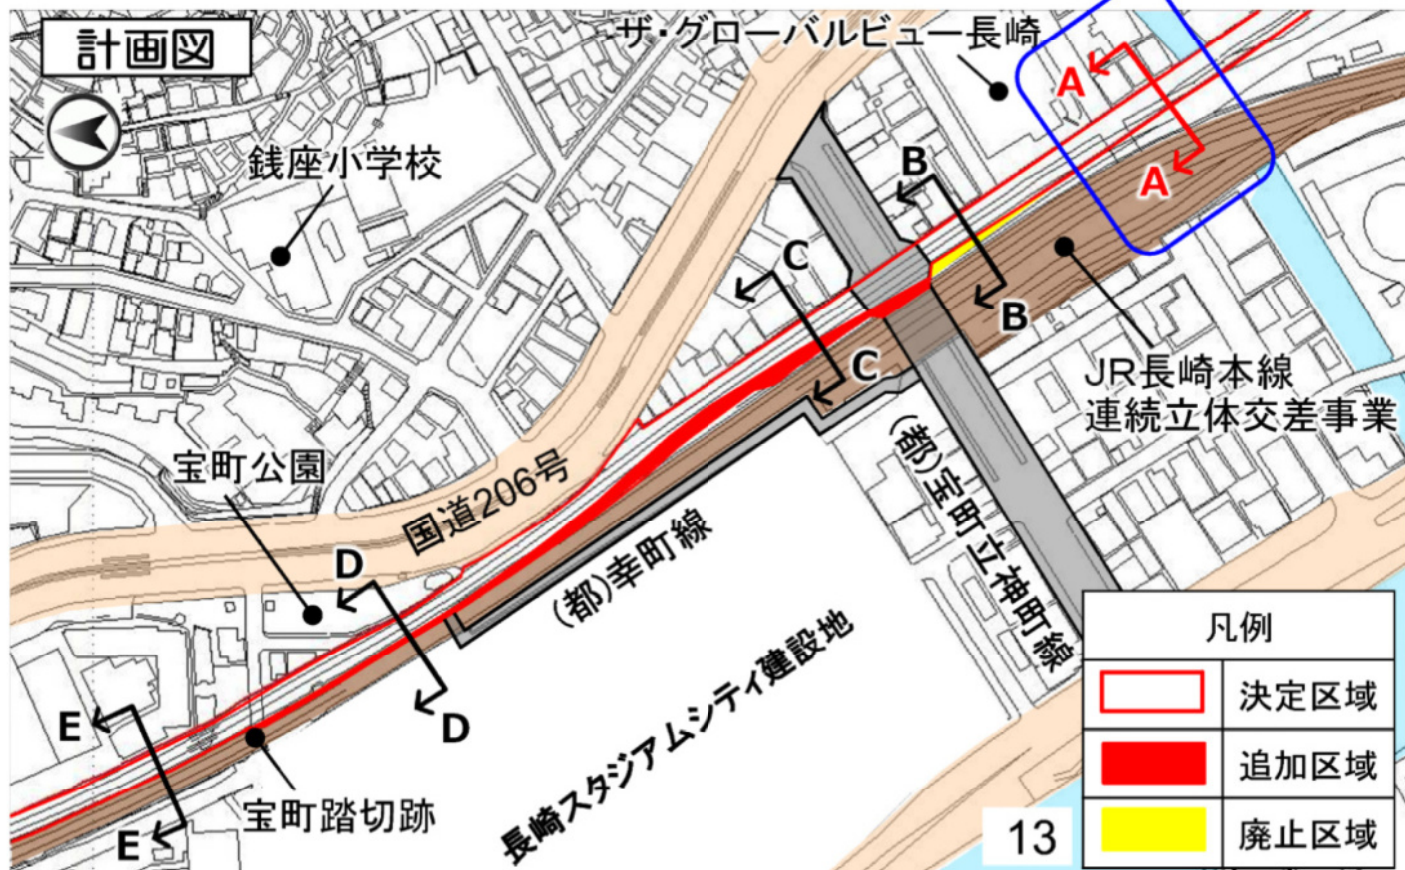 計画図
ザ・グローバルビュー長崎
銭座小学校
A
A
B
B
C
C
JR長崎本線
連続立体交差事業
宝町公園
国道206号
(都)幸町線
(都)宝町立神町線
D
D
長崎スタジアムシティ建設地
E
E
宝町踏切跡
凡例
決定区域
追加区域
廃止区域
13